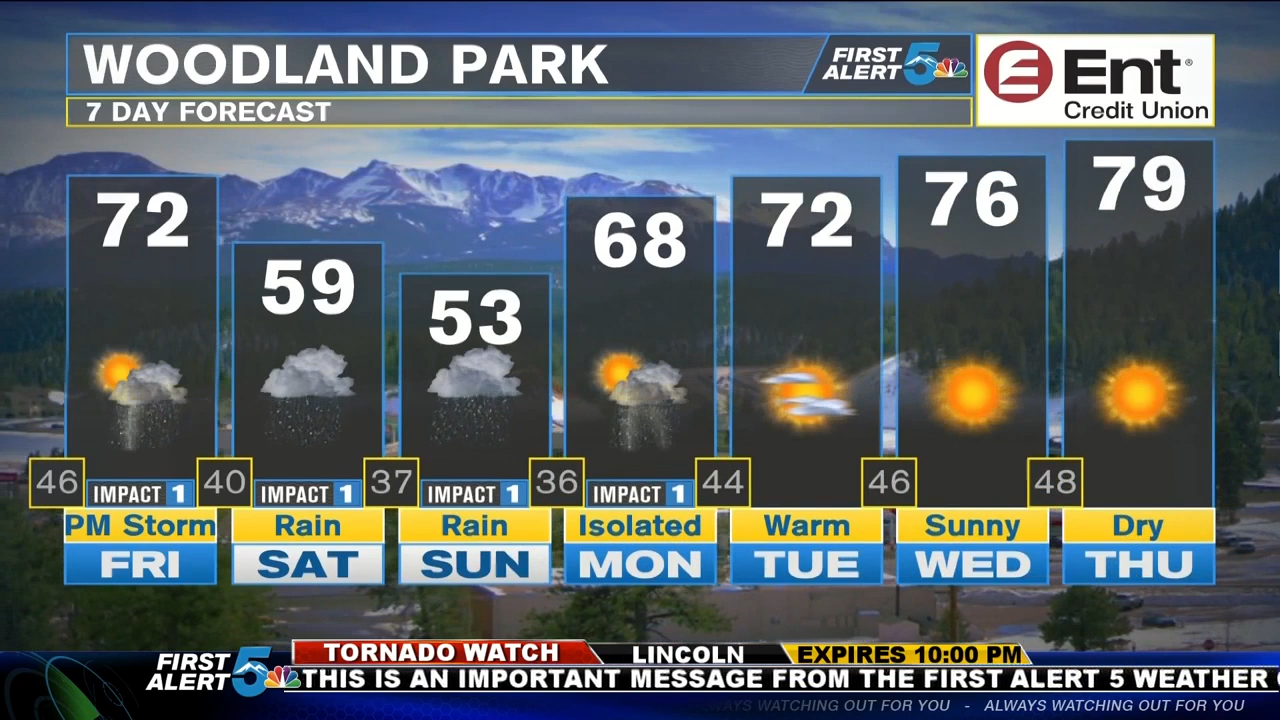 WOODLAND PARK
7 DAY FORECAST
FIRST ALERT 5
Ent®
Credit Union
72 59 53 68 72 76 79
46 40 37 36 44 46 48
IMPACT 1 IMPACT 1 IMPACT 1 IMPACT 1
PM Storm Rain Rain Isolated Warm Sunny Dry
FRI SAT SUN MON TUE WED THU
TORNADO WATCH LINCOLN EXPIRES 10:00 PM
FIRST ALERT 5 THIS IS AN IMPORTANT MESSAGE FROM THE FIRST ALERT 5 WEATHER
WATCHING OUT FOR YOU - ALWAYS WATCHING OUT FOR YOU